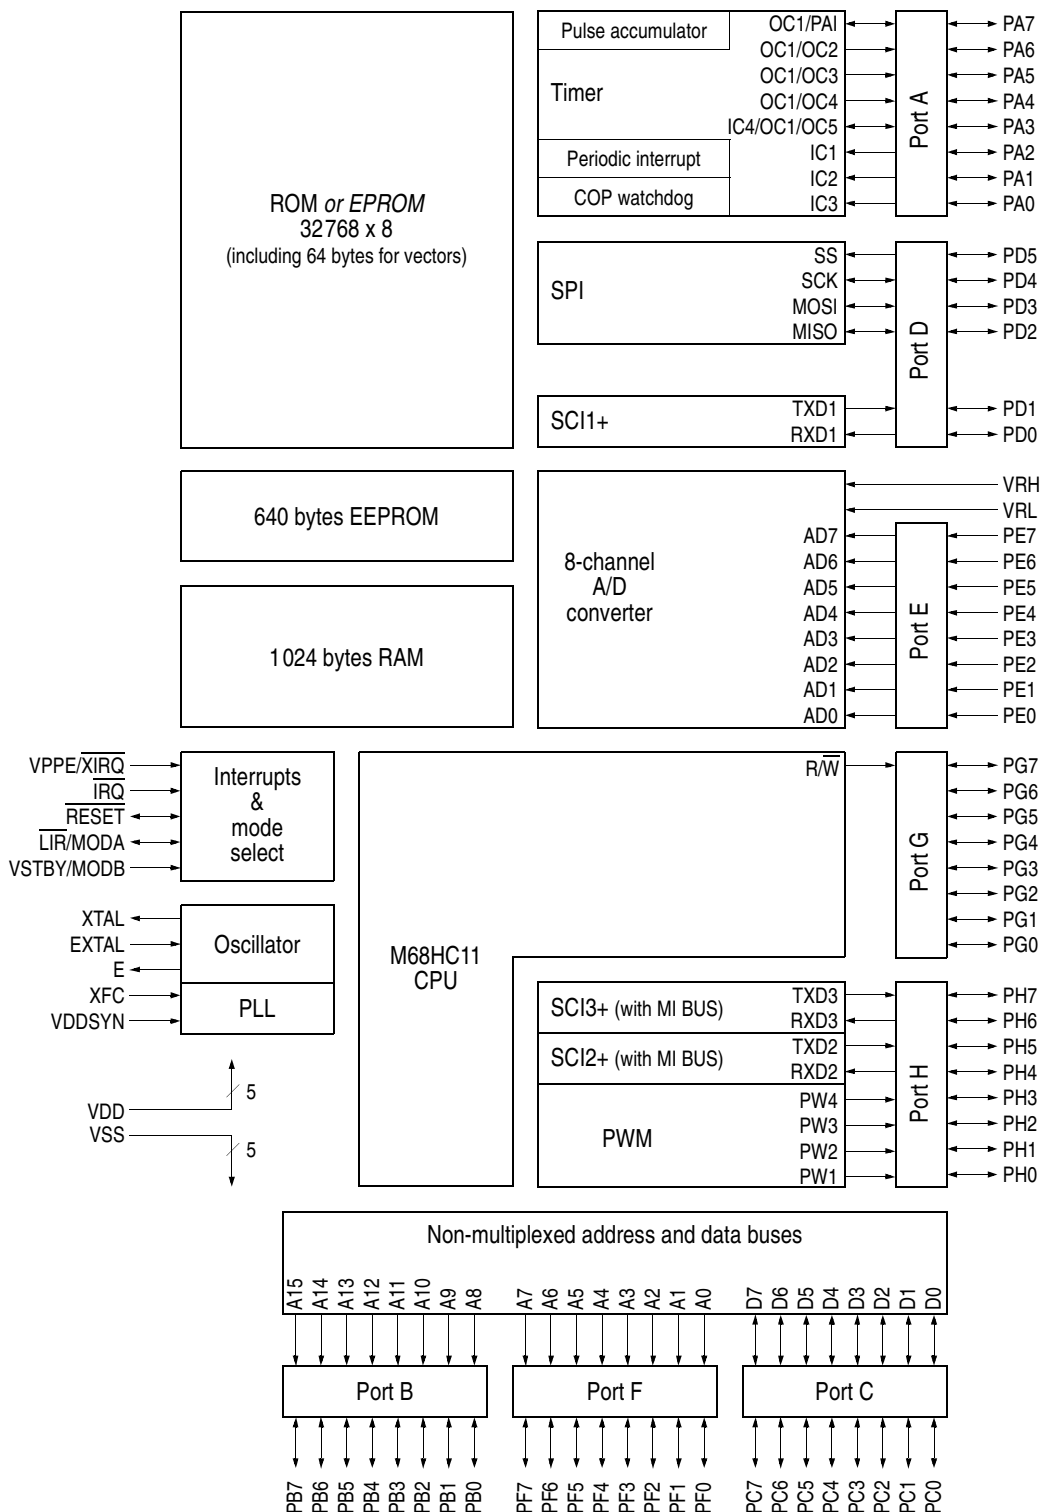 ROM or EPROM
32768 x 8
(including 64 bytes for vectors)
640 bytes EEPROM
1024 bytes RAM
Pulse accumulator
Timer
Periodic interrupt
COP watchdog
OC1/PAI
OC1/OC2
OC1/OC3
OC1/OC4
IC4/OC1/OC5
IC1
IC2
IC3
Port A
PA7
PA6
PA5
PA4
PA3
PA2
PA1
PA0
SPI
SS
SCK
MOSI
MISO
SCI1+
TXD1
RXD1
Port D
PD5
PD4
PD3
PD2
PD1
PD0
8-channel
A/D
converter
VRH
VRL
AD7
AD6
AD5
AD4
AD3
AD2
AD1
AD0
Port E
PE7
PE6
PE5
PE4
PE3
PE2
PE1
PE0
VPPE/XIRQ
IRQ
RESET
LIR/MODA
VSTBY/MODB
Interrupts
&
mode
select
XTAL
EXTAL
E
XFC
VDDSYN
Oscillator
PLL
VDD
VSS
5
5
M68HC11
CPU
R/W
Port G
PG7
PG6
PG5
PG4
PG3
PG2
PG1
PG0
SCI3+ (with MI BUS)
TXD3
RXD3
SCI2+ (with MI BUS)
TXD2
RXD2
PWM
PW4
PW3
PW2
PW1
Port H
PH7
PH6
PH5
PH4
PH3
PH2
PH1
PH0
Non-multiplexed address and data buses
A15
A14
A13
A12
A11
A10
A9
A8
A7
A6
A5
A4
A3
A2
A1
A0
D7
D6
D5
D4
D3
D2
D1
D0
Port B
Port F
Port C
PB7
PB6
PB5
PB4
PB3
PB2
PB1
PB0
PF7
PF6
PF5
PF4
PF3
PF2
PF1
PF0
PC7
PC6
PC5
PC4
PC3
PC2
PC1
PC0